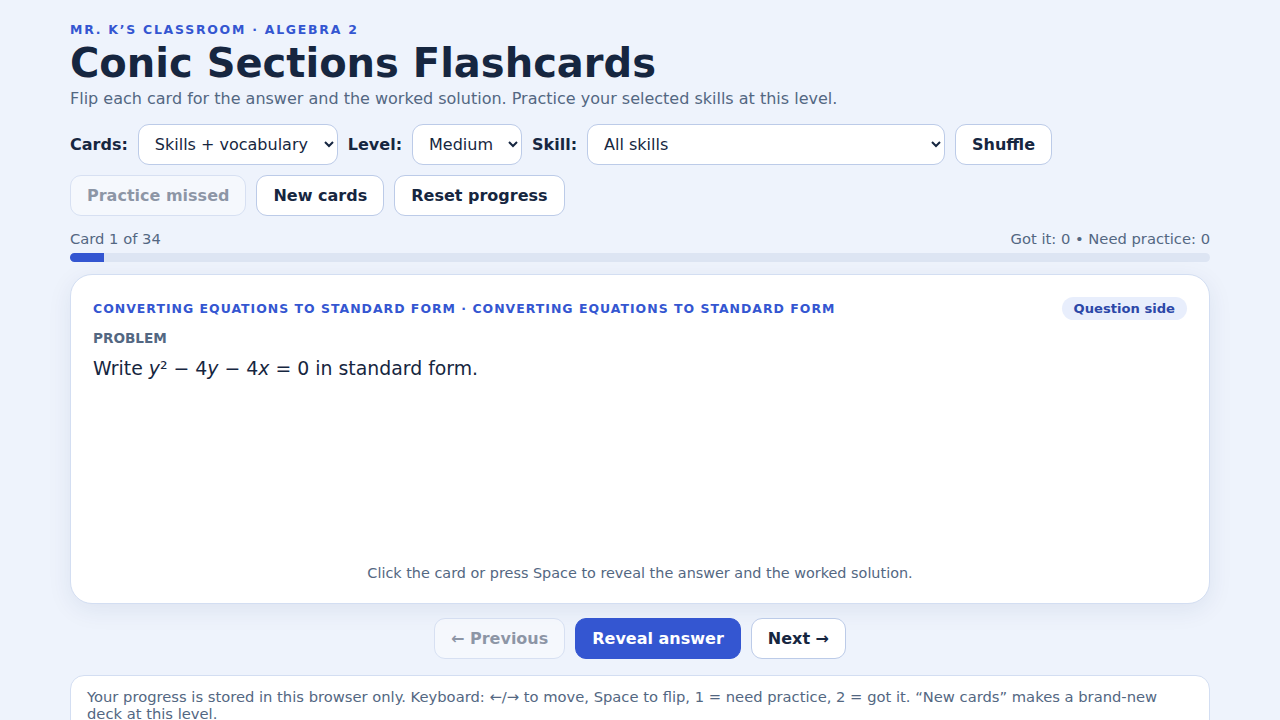 MR. K’S CLASSROOM · ALGEBRA 2
Conic Sections Flashcards
Flip each card for the answer and the worked solution. Practice your selected skills at this level.
Cards: Skills + vocabulary Level: Medium Skill: All skills Shuffle
Practice missed New cards Reset progress
Card 1 of 34 Got it: 0 • Need practice: 0
CONVERTING EQUATIONS TO STANDARD FORM · CONVERTING EQUATIONS TO STANDARD FORM Question side
PROBLEM
Write y² − 4y − 4x = 0 in standard form.
Click the card or press Space to reveal the answer and the worked solution.
← Previous Reveal answer Next →
Your progress is stored in this browser only. Keyboard: ←/→ to move, Space to flip, 1 = need practice, 2 = got it. “New cards” makes a brand-new
deck at this level.